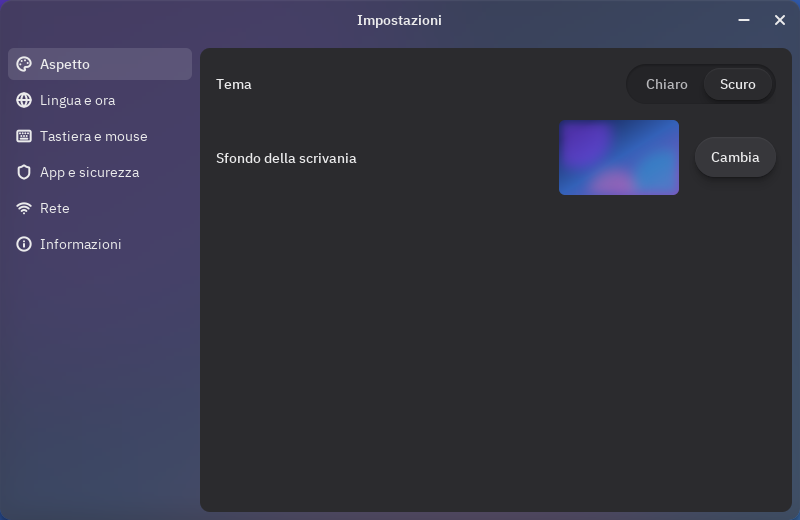 Impostazioni
Aspetto
Lingua e ora
Tastiera e mouse
App e sicurezza
Rete
Informazioni
Tema
Chiaro
Scuro
Sfondo della scrivania
Cambia